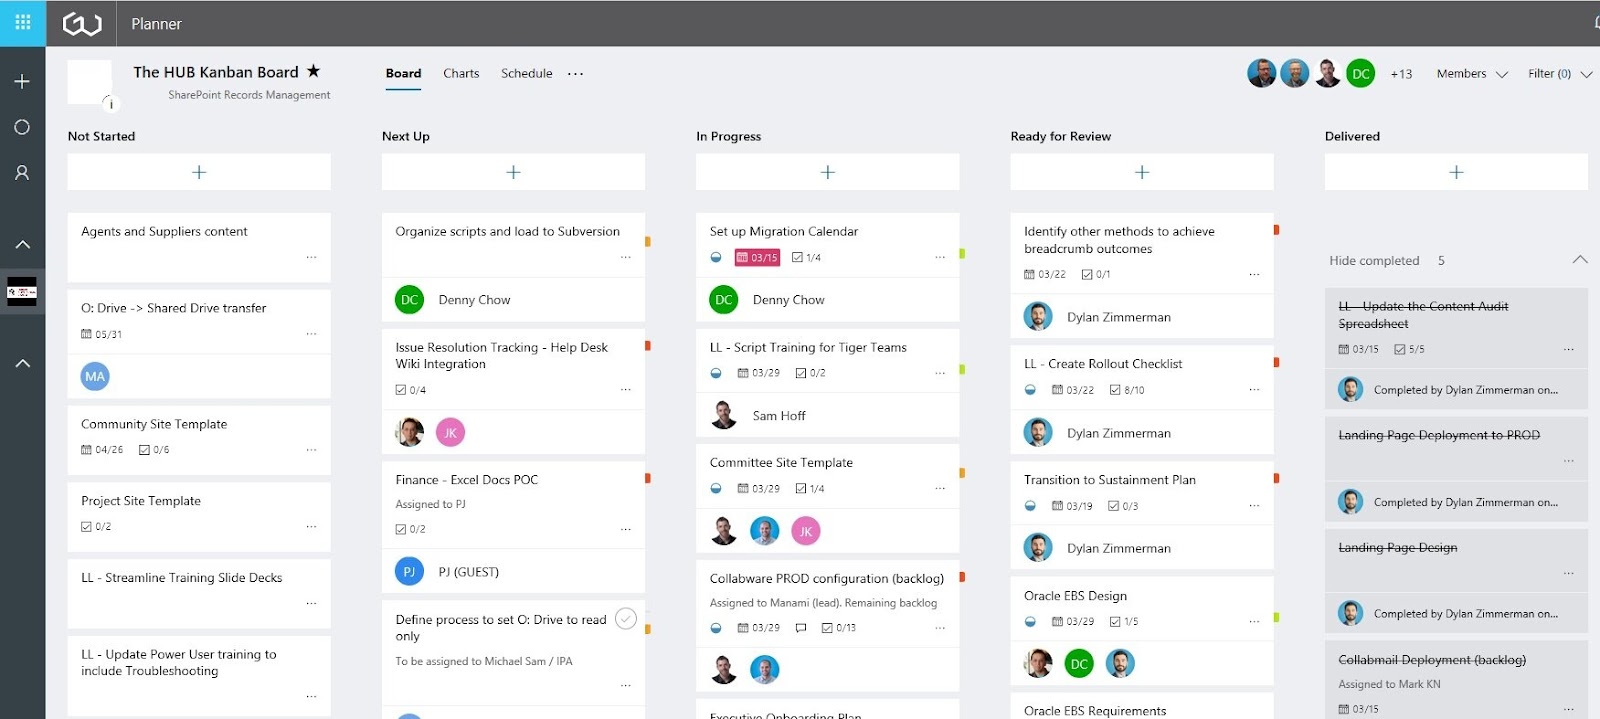 Planner
The HUB Kanban Board ★
SharePoint Records Management
i
Board
Charts
Schedule
...
DC
+13
Members
Filter (0)
Not Started
+
Agents and Suppliers content
...
O: Drive -> Shared Drive transfer
05/31
...
MA
Community Site Template
04/26 0/6
...
Project Site Template
0/2
...
LL - Streamline Training Slide Decks
...
LL - Update Power User training to
include Troubleshooting
...
Next Up
+
Organize scripts and load to Subversion
...
DC Denny Chow
Issue Resolution Tracking - Help Desk
Wiki Integration
0/4
...
JK
Finance - Excel Docs POC
Assigned to PJ
0/2
...
PJ PJ (GUEST)
Define process to set O: Drive to read
only
To be assigned to Michael Sam / IPA
...
In Progress
+
Set up Migration Calendar
03/15 1/4
...
DC Denny Chow
LL - Script Training for Tiger Teams
03/29 0/2
...
Sam Hoff
Committee Site Template
03/29 1/4
...
JK
Collabware PROD configuration (backlog)
Assigned to Manami (lead). Remaining backlog
03/29 0/13
...
Executive Onboarding Plan
Ready for Review
+
Identify other methods to achieve
breadcrumb outcomes
03/22 0/1
...
Dylan Zimmerman
LL - Create Rollout Checklist
03/22 8/10
...
Dylan Zimmerman
Transition to Sustainment Plan
03/19 0/3
...
Dylan Zimmerman
Oracle EBS Design
03/29 1/5
...
DC
Oracle EBS Requirements
Delivered
+
Hide completed 5
LL - Update the Content Audit
Spreadsheet
03/15 5/5
...
Completed by Dylan Zimmerman on...
Landing Page Deployment to PROD
...
Completed by Dylan Zimmerman on...
Landing Page Design
...
Completed by Dylan Zimmerman on...
Collabmail Deployment (backlog)
Assigned to Mark KN
03/15
...